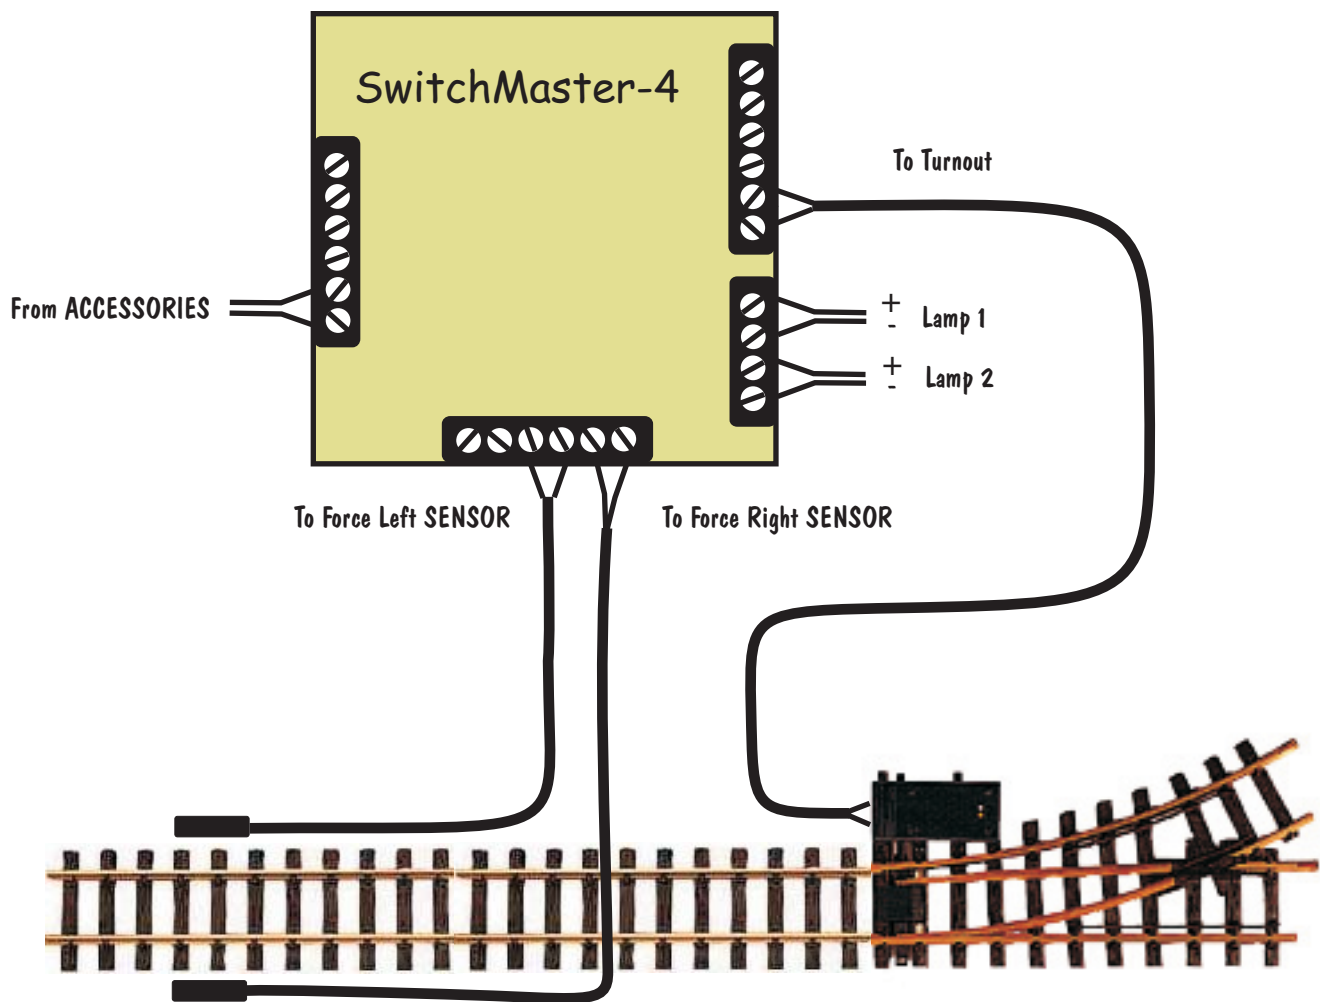 SwitchMaster-4
To Turnout
From ACCESSORIES
+
- Lamp 1
+
- Lamp 2
To Force Left SENSOR
To Force Right SENSOR